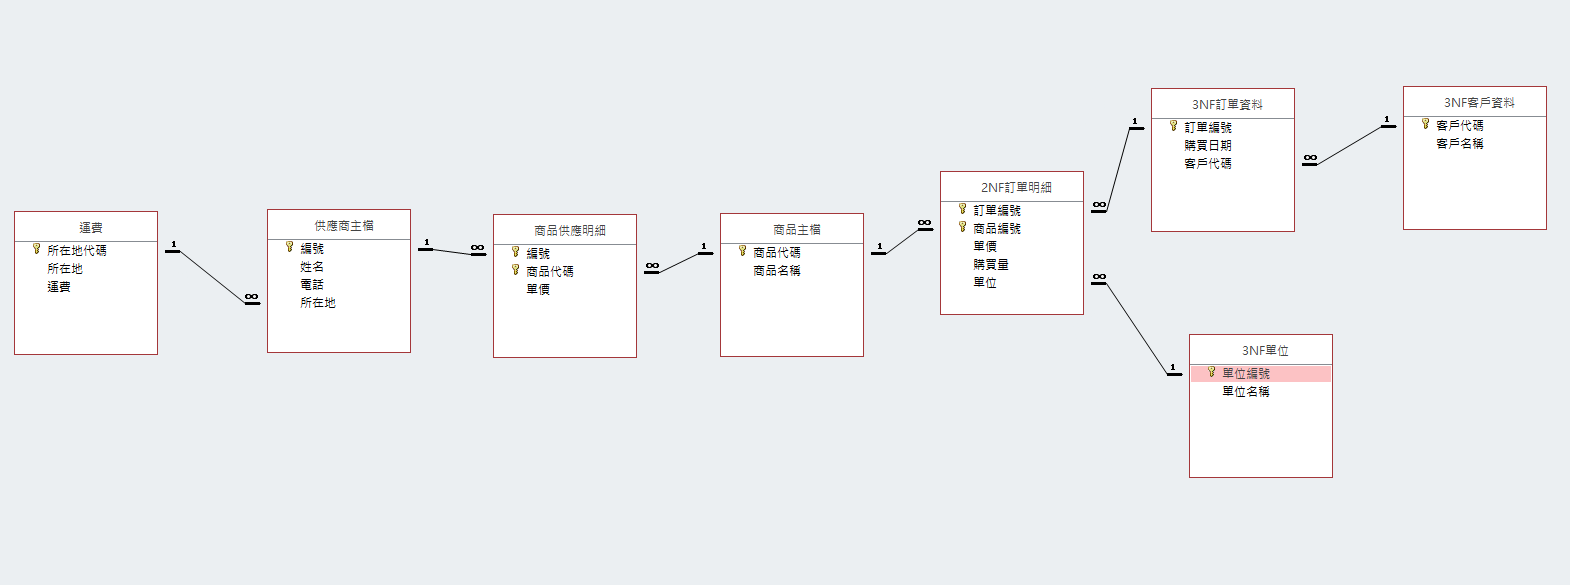 運費
所在地代碼
所在地
運費
1
∞
供應商主檔
編號
姓名
電話
所在地
1
∞
商品供應明細
編號
商品代碼
單價
∞
1
商品主檔
商品代碼
商品名稱
1
∞
2NF訂單明細
訂單編號
商品編號
單價
購買量
單位
∞
1
∞
1
3NF訂單資料
訂單編號
購買日期
客戶代碼
∞
1
3NF客戶資料
客戶代碼
客戶名稱
3NF單位
單位編號
單位名稱